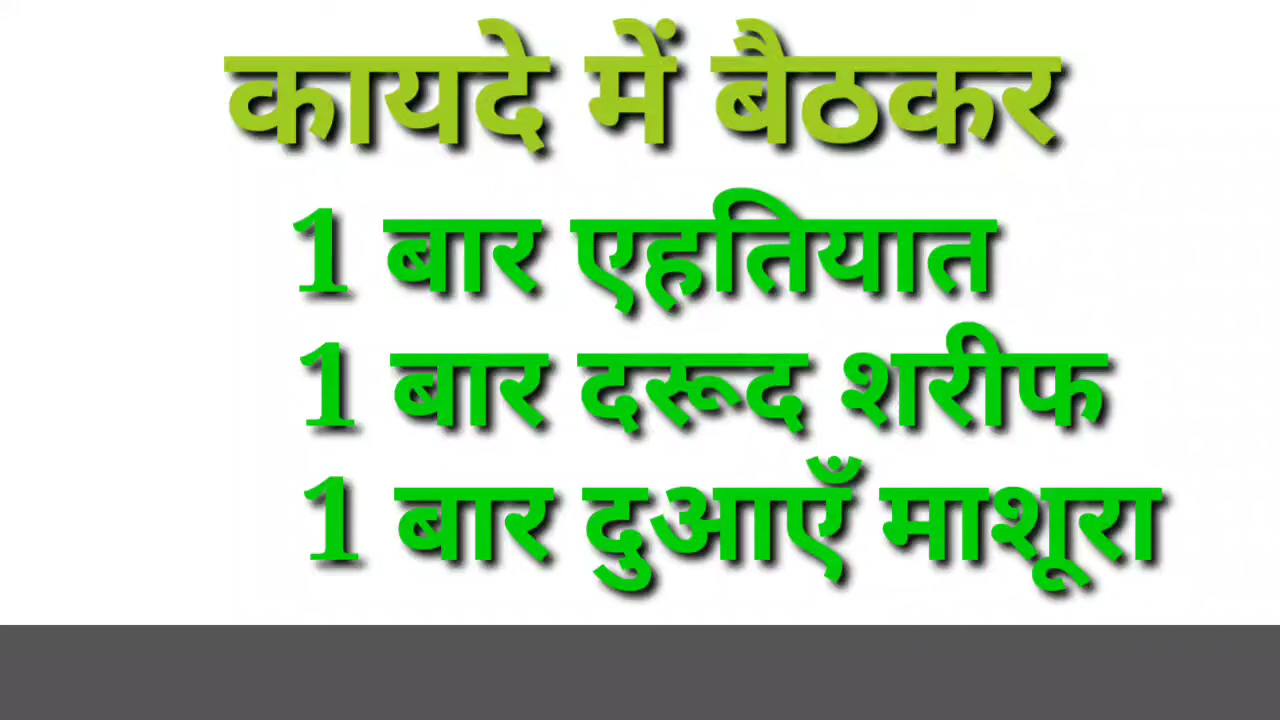 कायदे में बैठकर
1 बार एहतियात
1 बार दरूद शरीफ
1 बार दुआएँ माशूरा